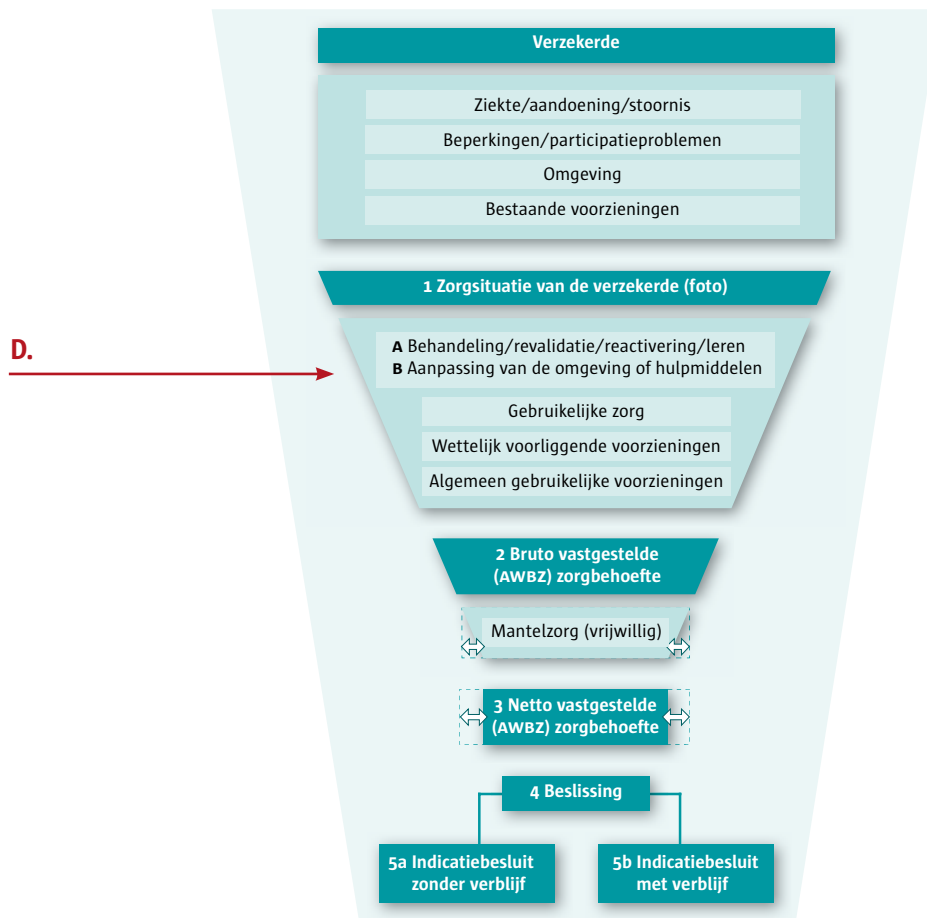 Verzekerde
Ziekte/aandoening/stoornis
Beperkingen/participatieproblemen
Omgeving
Bestaande voorzieningen
1 Zorgsituatie van de verzekerde (foto)
D.
A Behandeling/revalidatie/reactivering/leren
B Aanpassing van de omgeving of hulpmiddelen
Gebruikelijke zorg
Wettelijk voorliggende voorzieningen
Algemeen gebruikelijke voorzieningen
2 Bruto vastgestelde
(AWBZ) zorgbehoefte
Mantelzorg (vrijwillig)
3 Netto vastgestelde
(AWBZ) zorgbehoefte
4 Beslissing
5a Indicatiebesluit
zonder verblijf
5b Indicatiebesluit
met verblijf